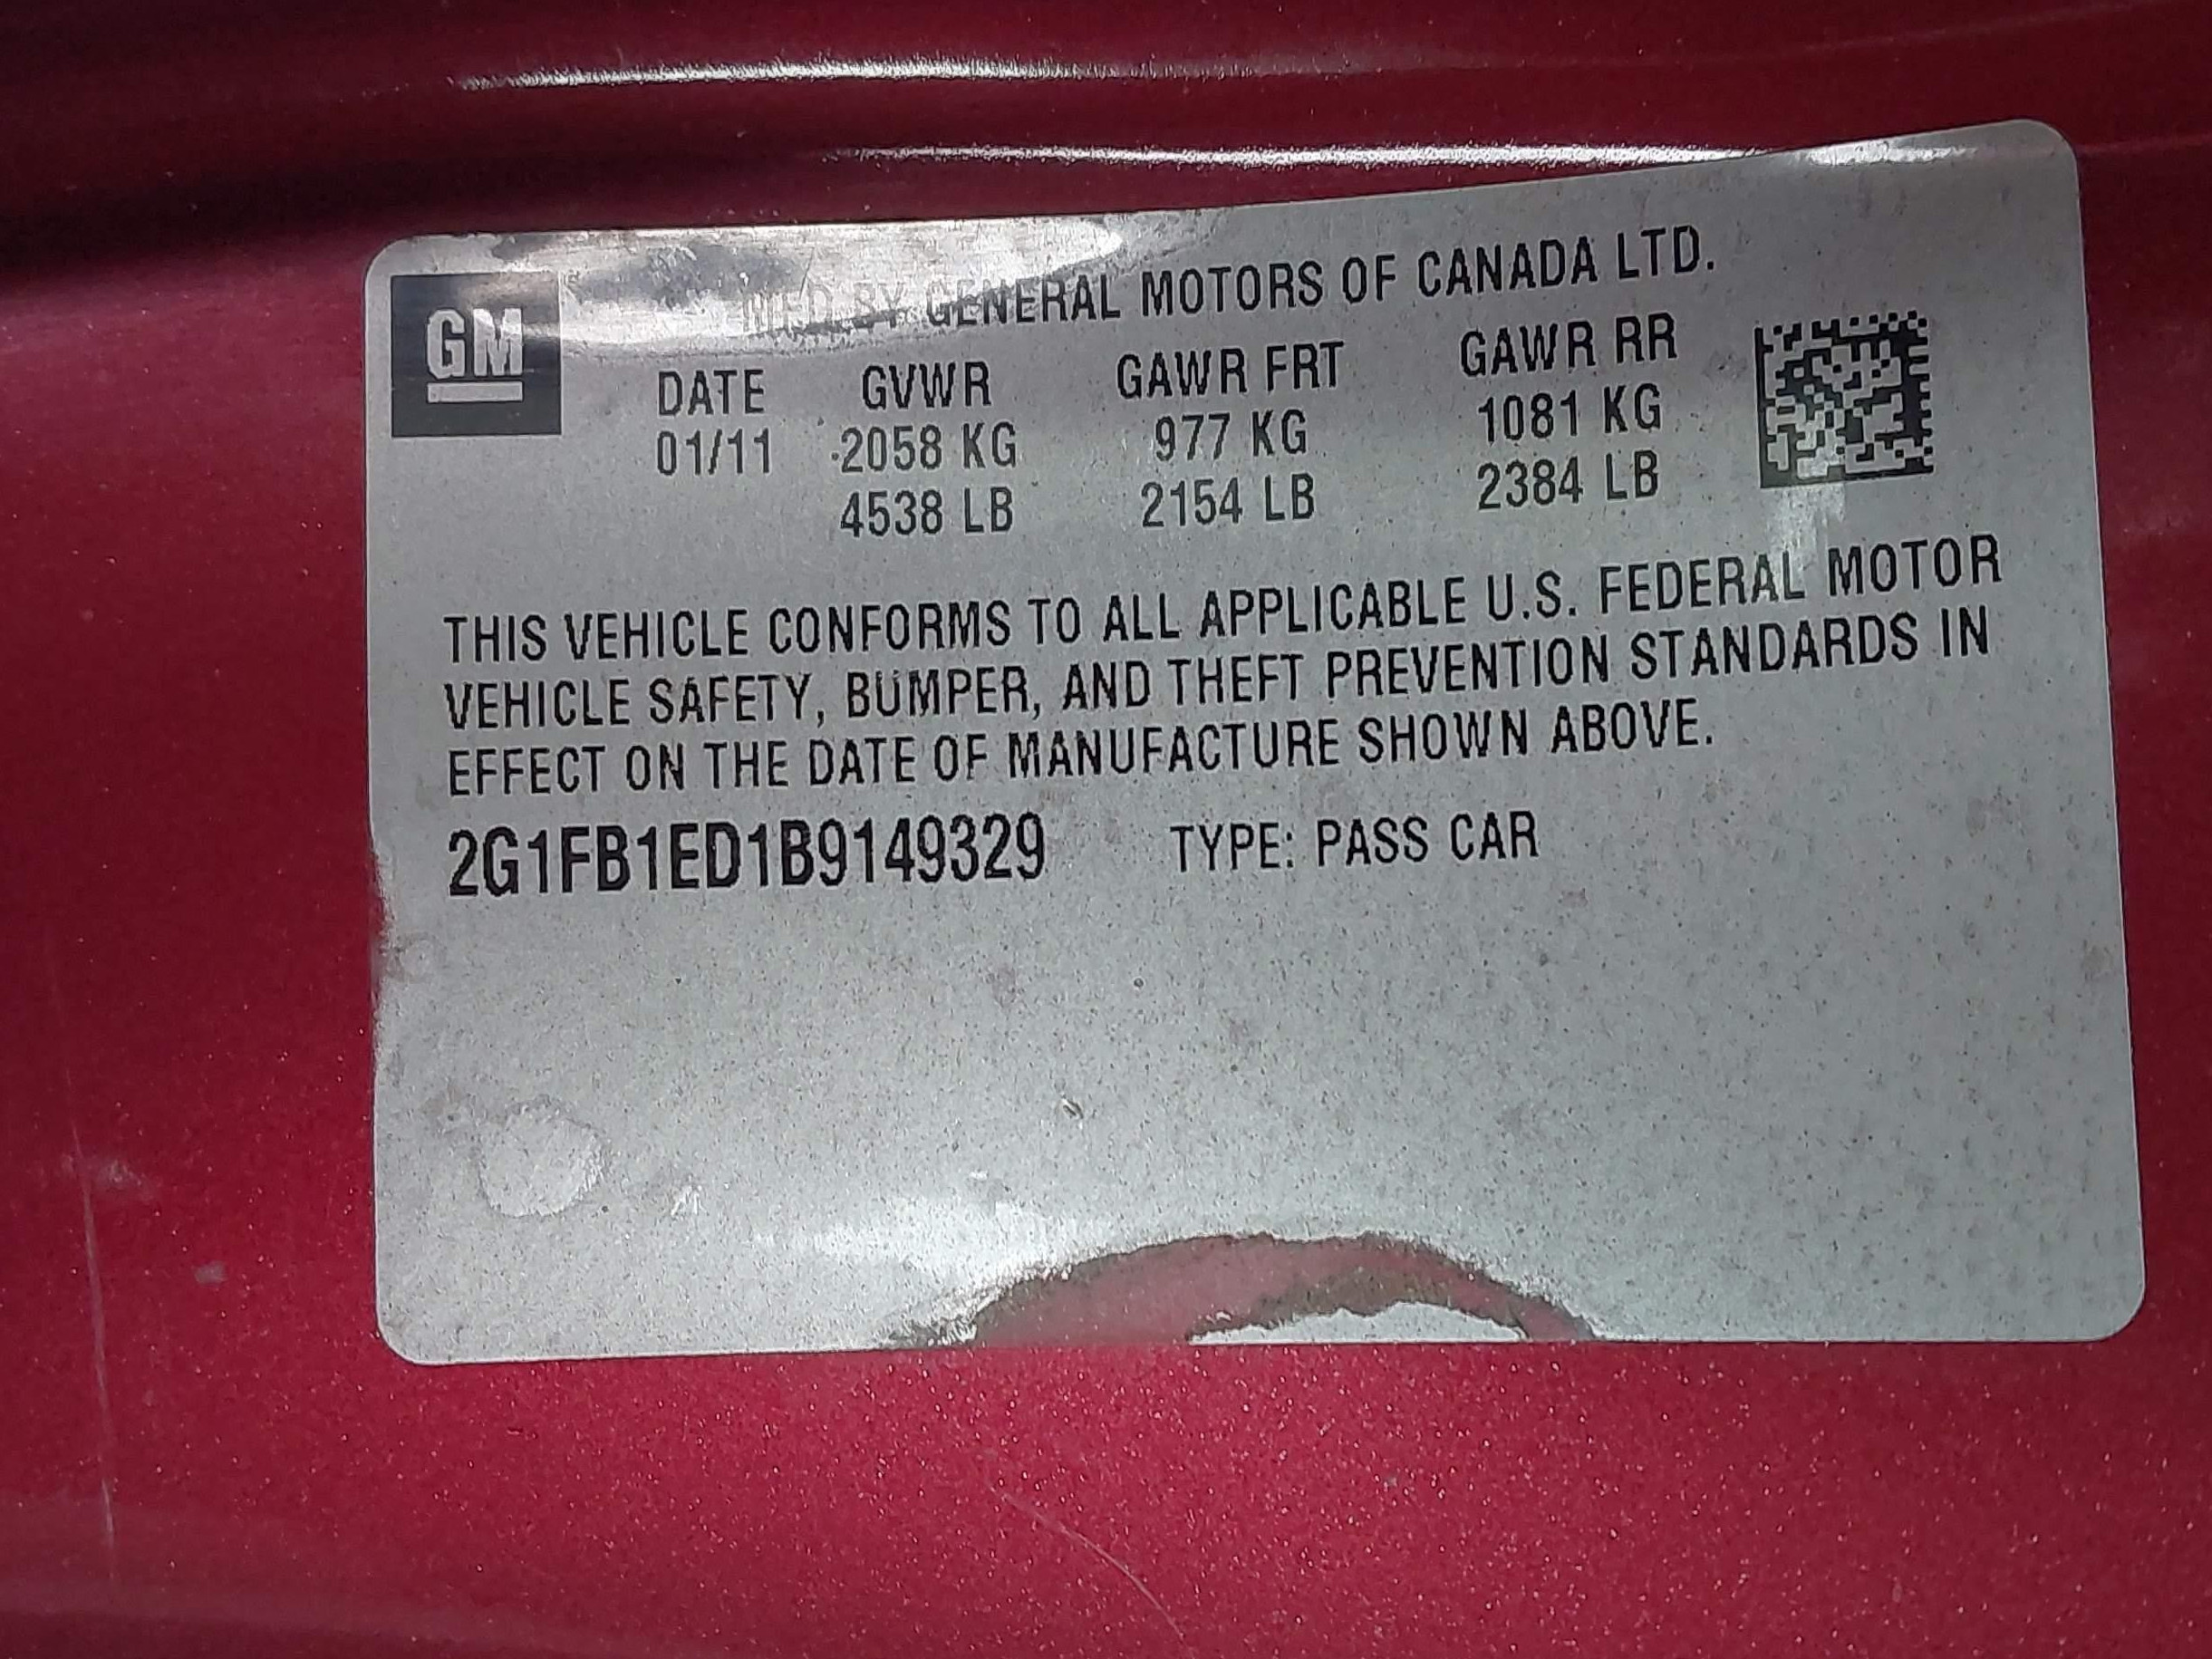 GM
MFD BY GENERAL MOTORS OF CANADA LTD.
DATE GVWR GAWR FRT GAWR RR
01/11 2058 KG 977 KG 1081 KG
4538 LB 2154 LB 2384 LB
THIS VEHICLE CONFORMS TO ALL APPLICABLE U.S. FEDERAL MOTOR
VEHICLE SAFETY, BUMPER, AND THEFT PREVENTION STANDARDS IN
EFFECT ON THE DATE OF MANUFACTURE SHOWN ABOVE.
2G1FB1ED1B9149329 TYPE: PASS CAR